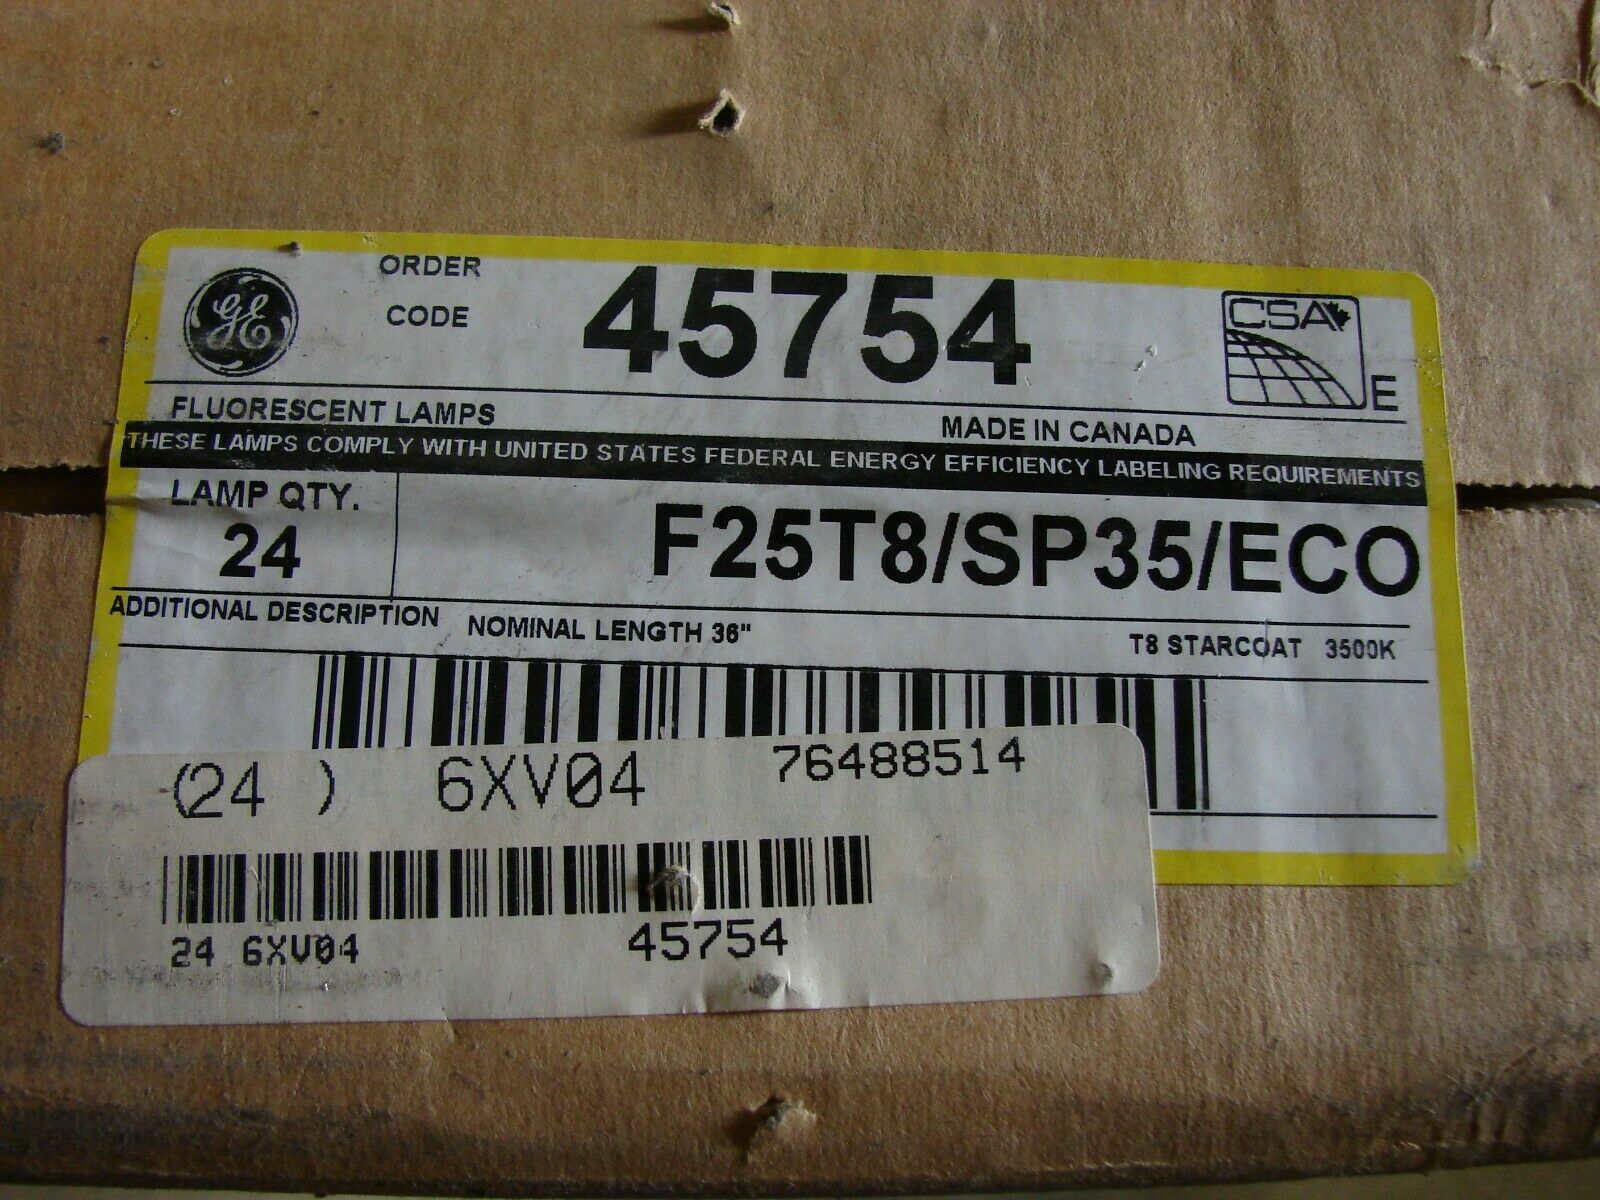 GE
ORDER
CODE
45754
CSA
E
FLUORESCENT LAMPS
MADE IN CANADA
THESE LAMPS COMPLY WITH UNITED STATES FEDERAL ENERGY EFFICIENCY LABELING REQUIREMENTS
LAMP QTY.
24
F25T8/SP35/ECO
ADDITIONAL DESCRIPTION
NOMINAL LENGTH 36"
T8 STARCOAT 3500K
(24 ) 6XV04 76488514
24 6XV04 45754